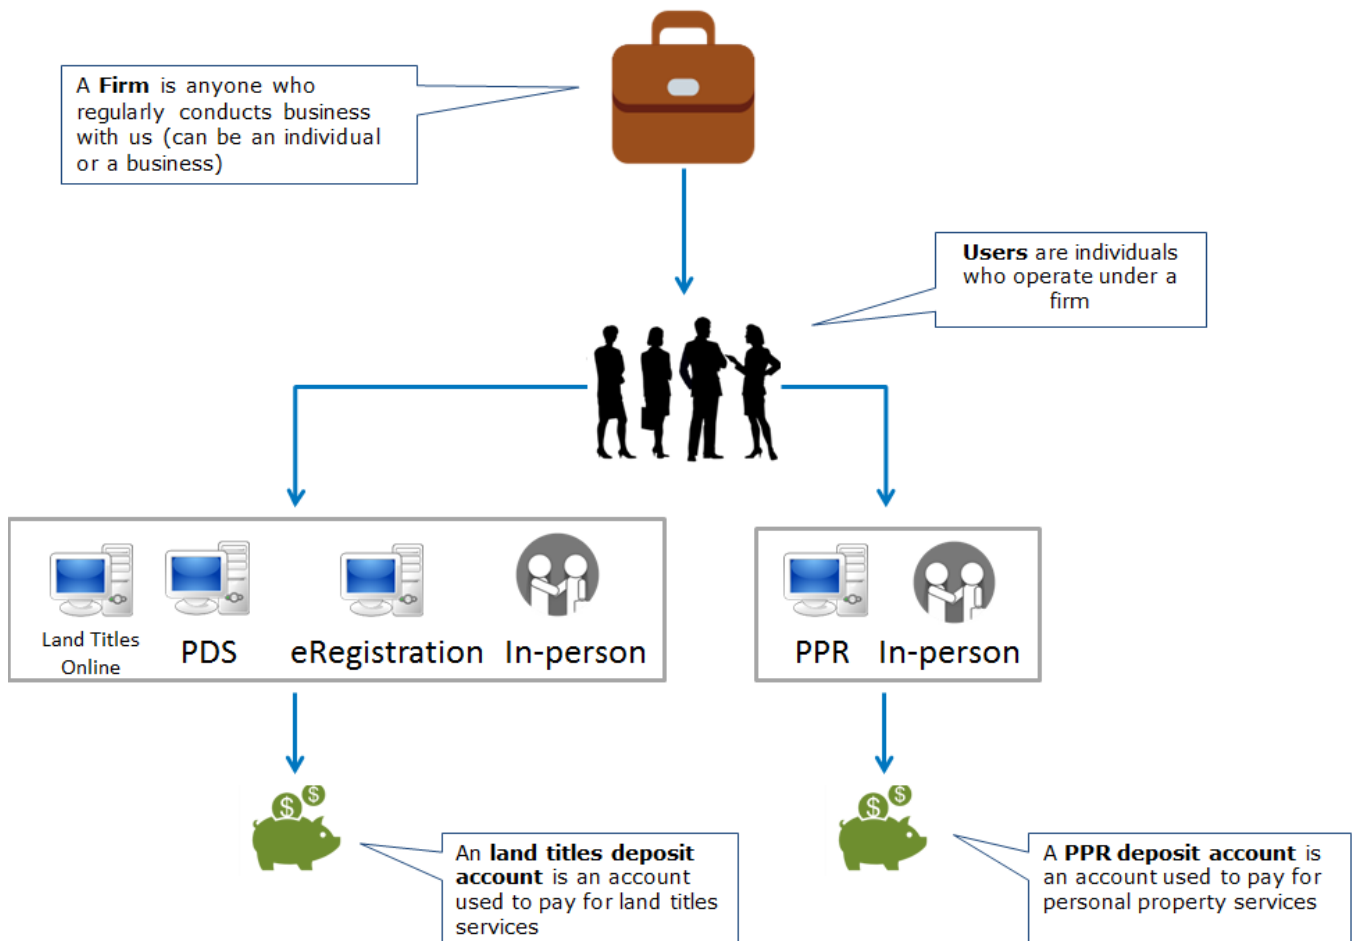 A Firm is anyone who
regularly conducts business
with us (can be an individual
or a business)
Users are individuals
who operate under a
firm
Land Titles
Online
PDS
eRegistration
In-person
PPR
In-person
$ $
$ $
An land titles deposit
account is an account
used to pay for land titles
services
A PPR deposit account is
an account used to pay for
personal property services